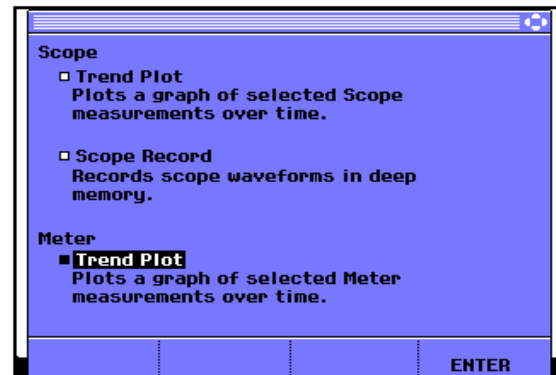 Scope
Trend Plot
Plots a graph of selected Scope
measurements over time.
Scope Record
Records scope waveforms in deep
memory.
Meter
Trend Plot
Plots a graph of selected Meter
measurements over time.
ENTER